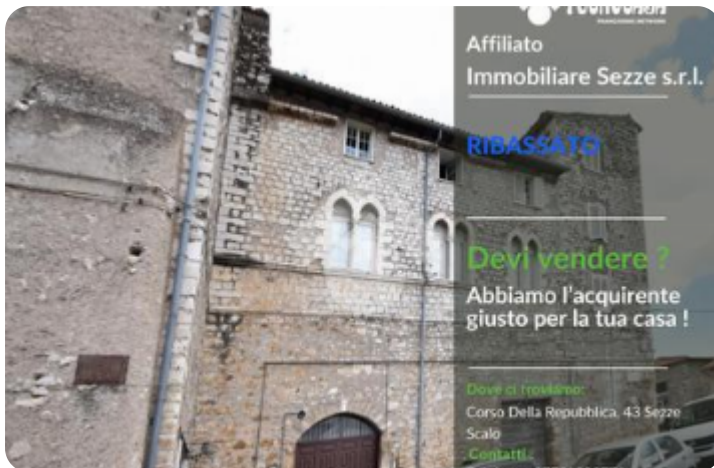 Affiliato
Immobiliare Sezze s.r.l.
RIBASSATO
Devi vendere ?
Abbiamo l'acquirente
giusto per la tua casa !
Dove ci troviamo:
Corso Della Repubblica, 43 Sezze
Scalo
Contatti :